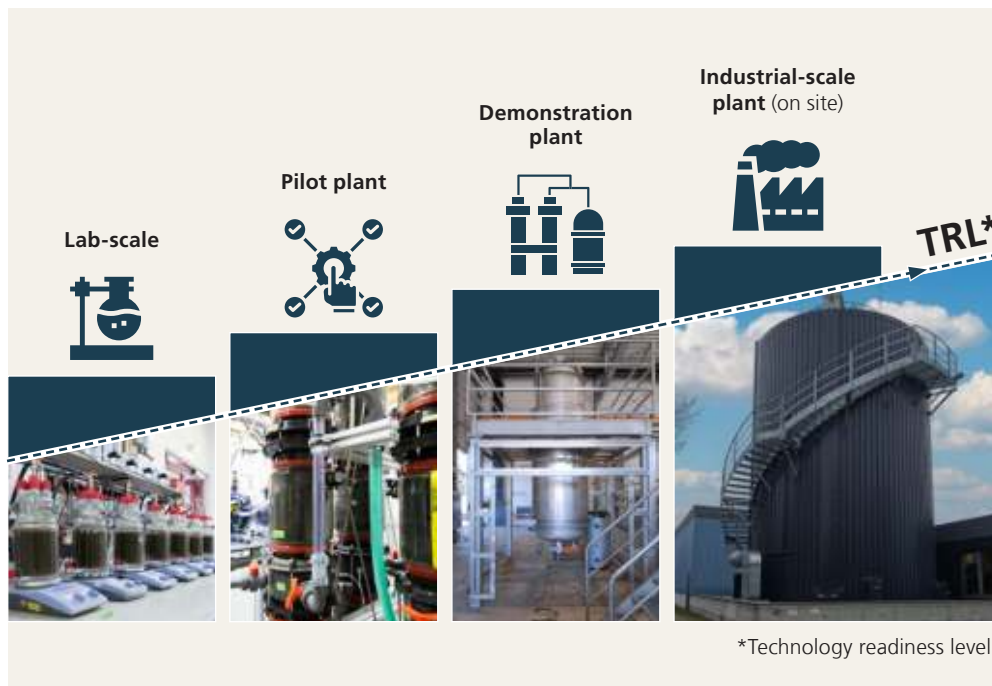 Lab-scale
Pilot plant
Demonstration
plant
Industrial-scale
plant (on site)
TRL*
*Technology readiness level